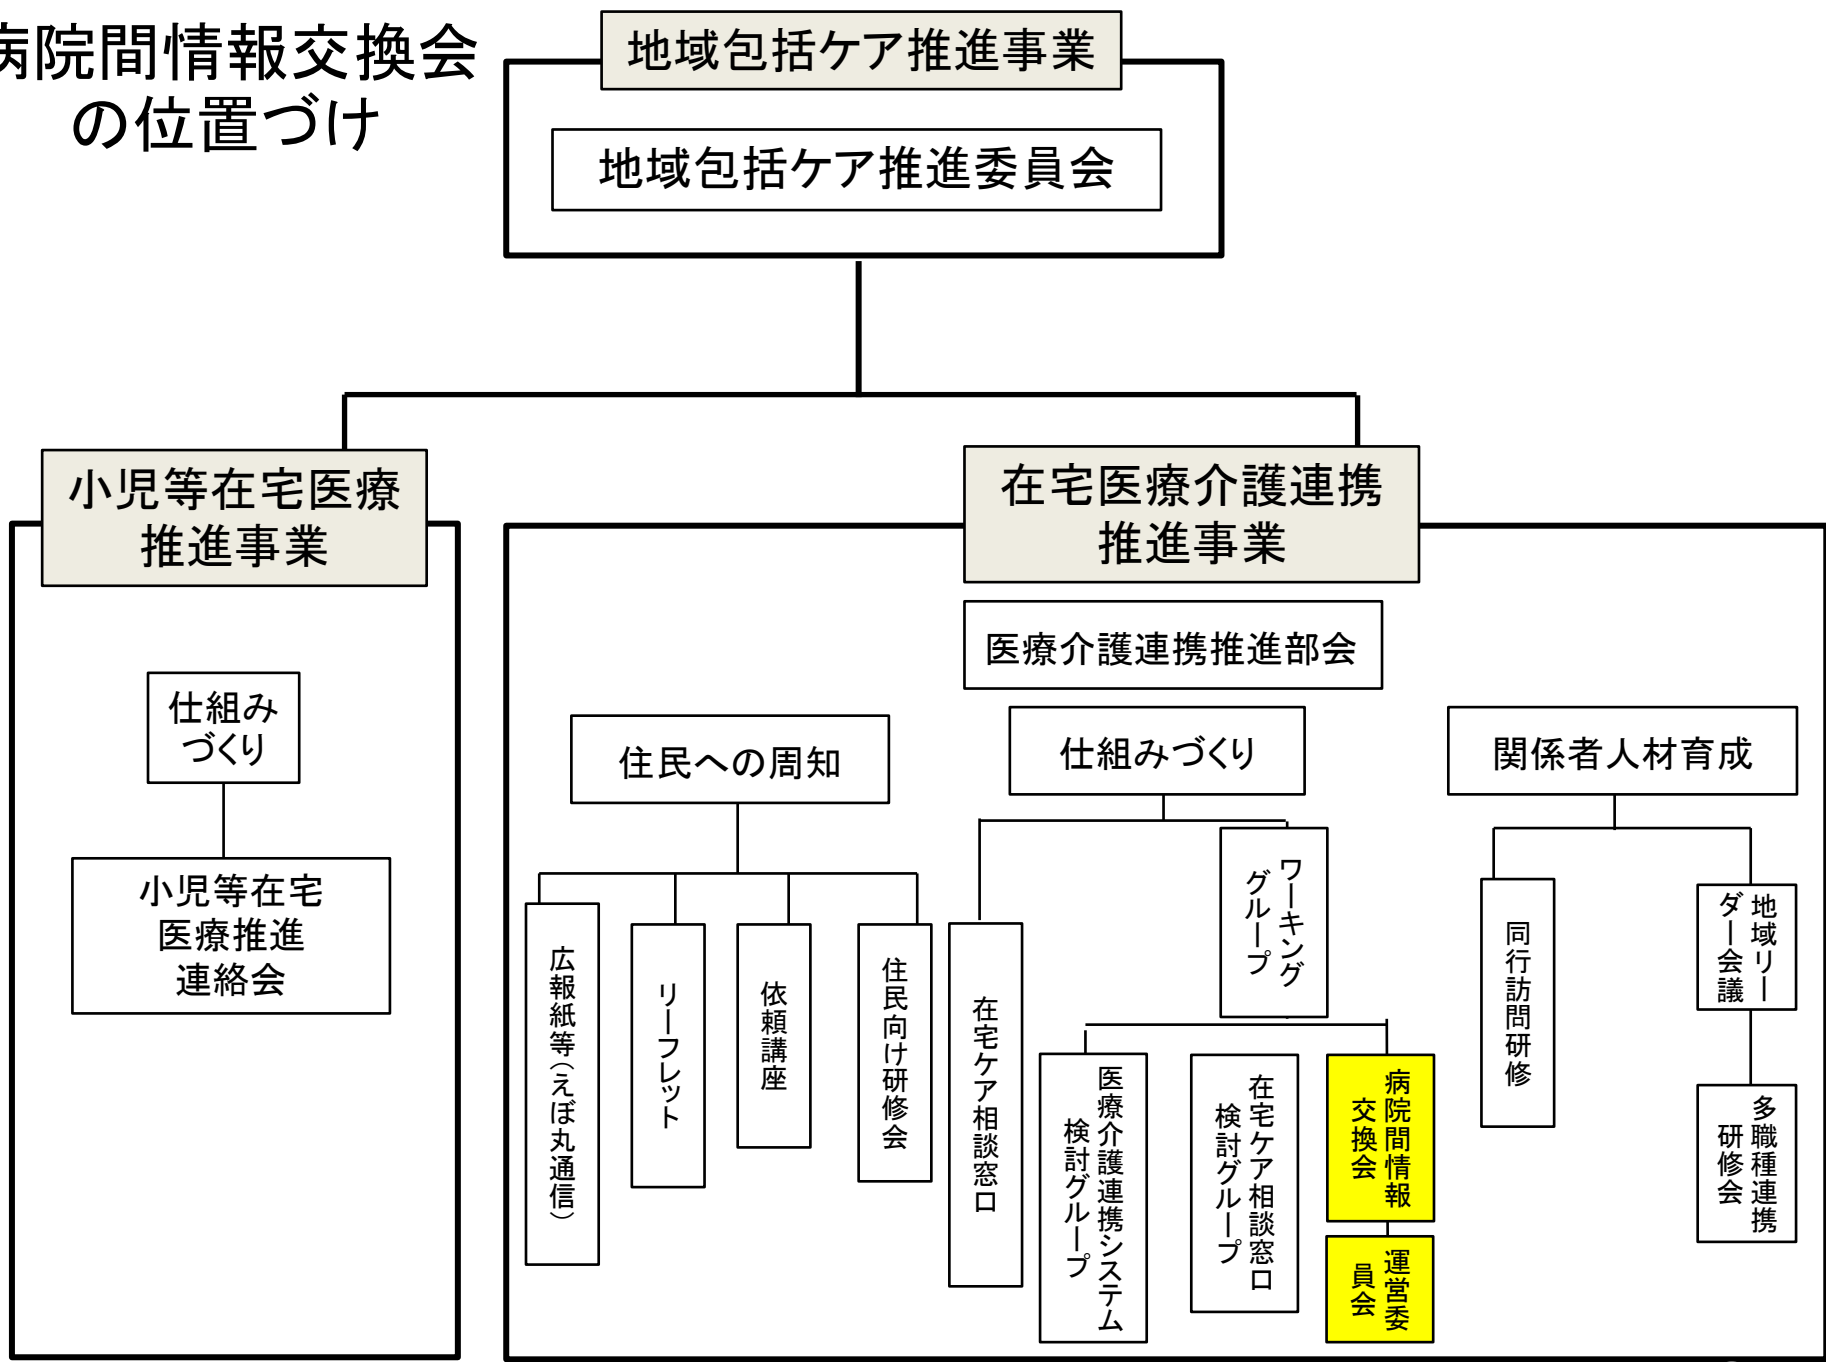 病院間情報交換会
の位置づけ
地域包括ケア推進事業
地域包括ケア推進委員会
小児等在宅医療
推進事業
仕組み
づくり
小児等在宅
医療推進
連絡会
在宅医療介護連携
推進事業
医療介護連携推進部会
住民への周知
広報紙等（えぼ丸通信）
リーフレット
依頼講座
住民向け研修会
仕組みづくり
在宅ケア相談窓口
ワーキング
グループ
医療介護連携システム
検討グループ
在宅ケア相談窓口
検討グループ
病院間情報
交換会
運営委
員会
関係者人材育成
同行訪問研修
地域リー
ダー会議
多職種連携
研修会